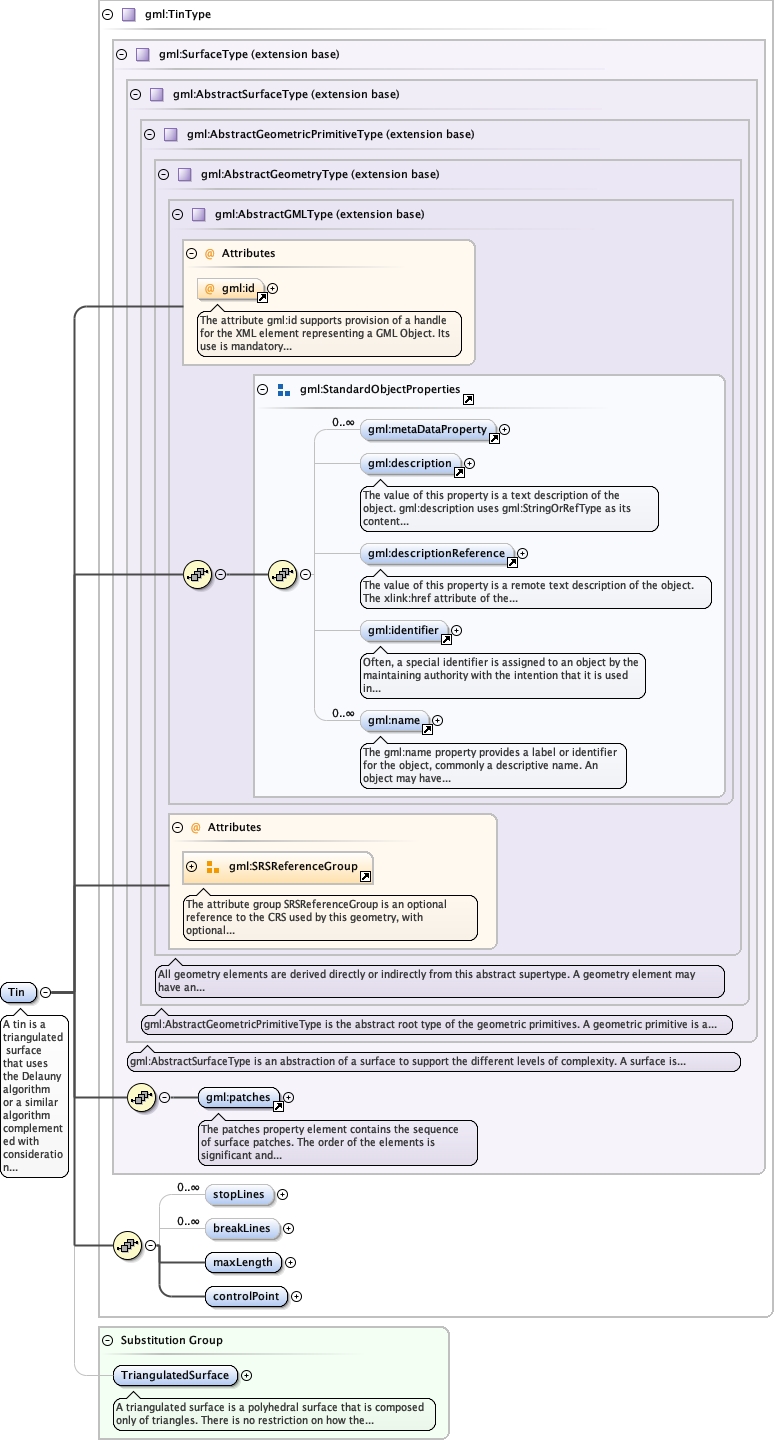 gml:TinType
gml:SurfaceType (extension base)
gml:AbstractSurfaceType (extension base)
gml:AbstractGeometricPrimitiveType (extension base)
gml:AbstractGeometryType (extension base)
gml:AbstractGMLType (extension base)
@ Attributes
@ gml:id
The attribute gml:id supports provision of a handle
for the XML element representing a GML Object. Its
use is mandatory...
gml:StandardObjectProperties
0..∞
gml:metaDataProperty
gml:description
The value of this property is a text description of the
object. gml:description uses gml:StringOrRefType as its
content...
gml:descriptionReference
The value of this property is a remote text description of the object.
The xlink:href attribute of the...
gml:identifier
Often, a special identifier is assigned to an object by the
maintaining authority with the intention that it is used
in...
0..∞
gml:name
The gml:name property provides a label or identifier
for the object, commonly a descriptive name. An
object may have...
@ Attributes
gml:SRSReferenceGroup
The attribute group SRSReferenceGroup is an optional
reference to the CRS used by this geometry, with
optional...
All geometry elements are derived directly or indirectly from this abstract supertype. A geometry element may
have an...
gml:AbstractGeometricPrimitiveType is the abstract root type of the geometric primitives. A geometric primitive is a...
gml:AbstractSurfaceType is an abstraction of a surface to support the different levels of complexity. A surface is...
Tin
A tin is a
triangulated
surface
that uses
the Delauny
algorithm
or a similar
algorithm
complement
ed with
consideratio
n...
gml:patches
The patches property element contains the sequence
of surface patches. The order of the elements is
significant and...
0..∞
stopLines
0..∞
breakLines
maxLength
controlPoint
Substitution Group
TriangulatedSurface
A triangulated surface is a polyhedral surface that is composed
only of triangles. There is no restriction on how the...